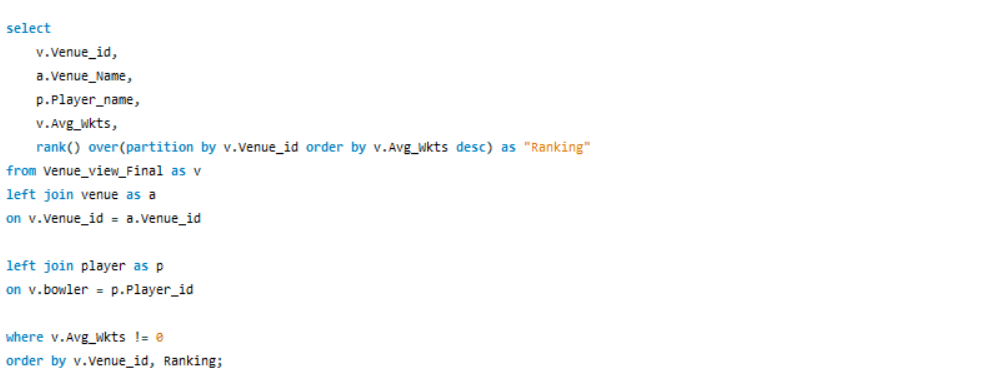 select
v.Venue_id,
a.Venue_Name,
p.Player_name,
v.Avg_Wkts,
rank() over(partition by v.Venue_id order by v.Avg_Wkts desc) as "Ranking"
from Venue_view_Final as v
left join venue as a
on v.Venue_id = a.Venue_id
left join player as p
on v.bowler = p.Player_id
where v.Avg_Wkts != 0
order by v.Venue_id, Ranking;